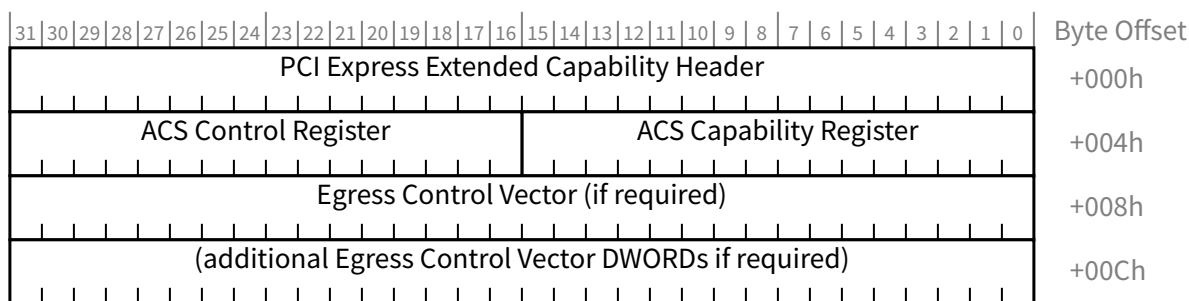 31 30 29 28 27 26 25 24 23 22 21 20 19 18 17 16 15 14 13 12 11 10 9 8 7 6 5 4 3 2 1 0 Byte Offset
PCI Express Extended Capability Header +000h
ACS Control Register ACS Capability Register +004h
Egress Control Vector (if required) +008h
(additional Egress Control Vector DWORDs if required) +00Ch